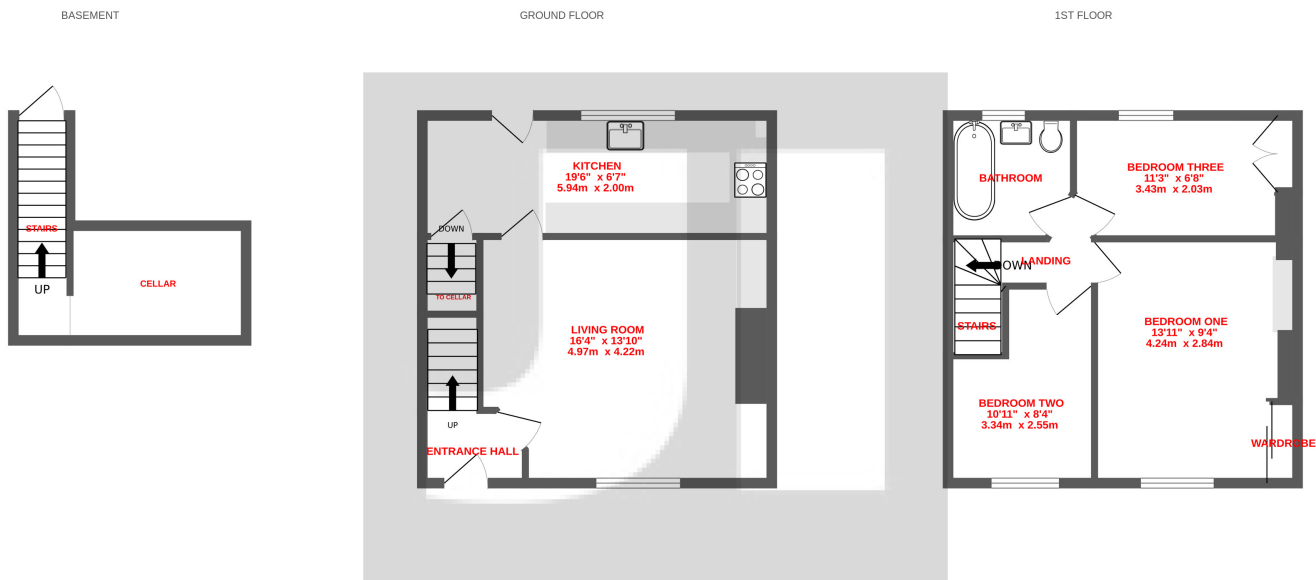 BASEMENT
GROUND FLOOR
1ST FLOOR
STAIRS
UP
CELLAR
KITCHEN
19'6" x 6'7"
5.94m x 2.00m
DOWN
TO CELLAR
LIVING ROOM
16'4" x 13'10"
4.97m x 4.22m
UP
ENTRANCE HALL
BATHROOM
BEDROOM THREE
11'3" x 6'8"
3.43m x 2.03m
DOWN
LANDING
STAIRS
BEDROOM ONE
13'11" x 9'4"
4.24m x 2.84m
BEDROOM TWO
10'11" x 8'4"
3.34m x 2.55m
WARDROBE